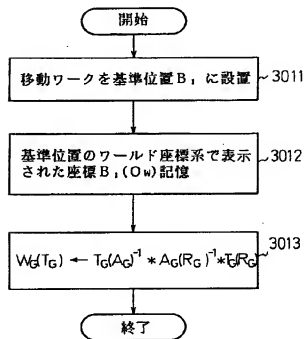 開始
移動ワークを基準位置B₁ に設置
3011
基準位置のワールド座標系で表示
された座標B₁(Ow)記憶
3012
3013
W_G(T_G) ← T_G(A_G)⁻¹ * A_G(R_G)⁻¹ * T_G(R_G)
終了